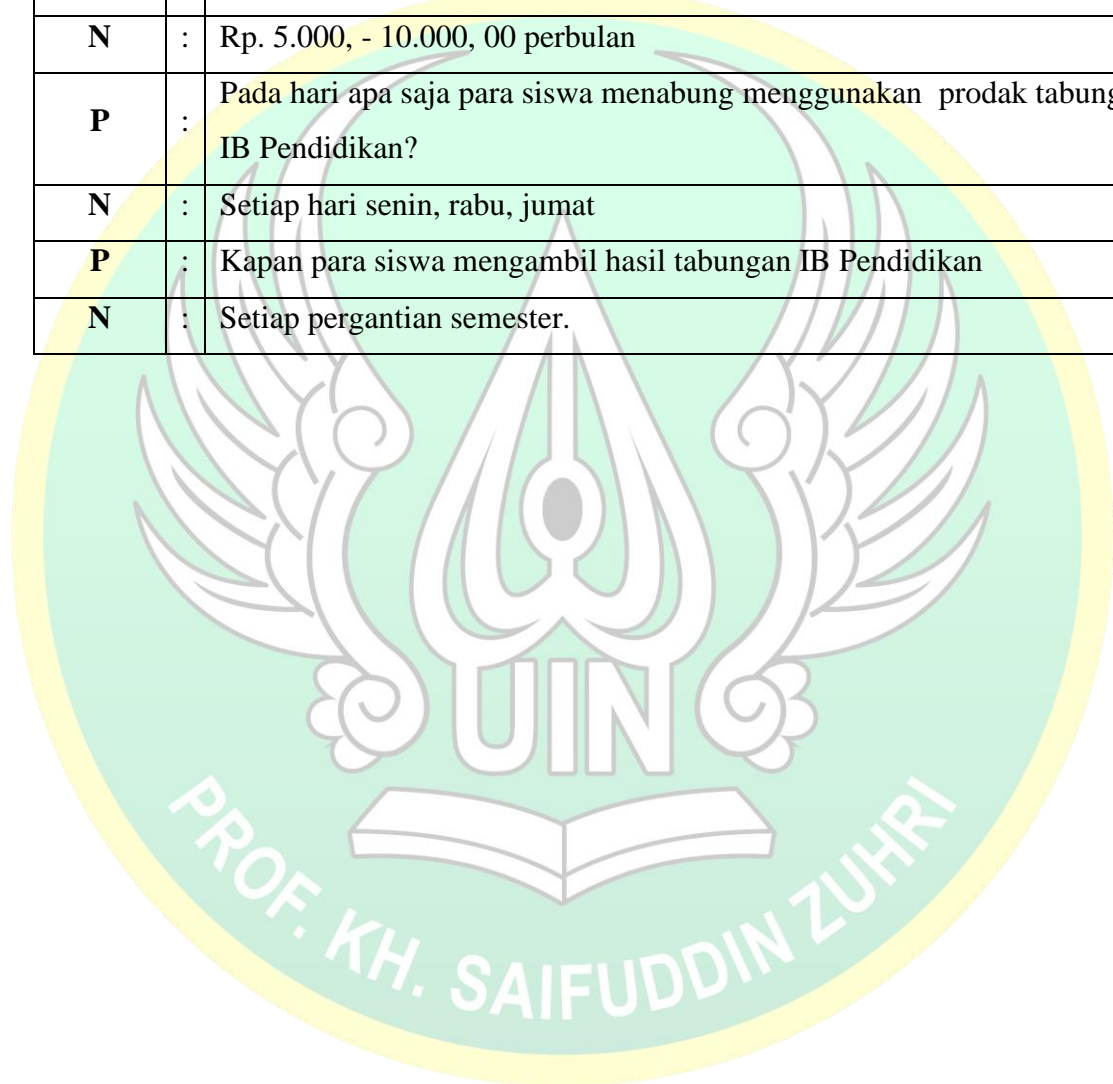 N : Rp. 5.000, - 10.000, 00 perbulan
P : Pada hari apa saja para siswa menabung menggunakan prodak
IB Pendidikan?
N : Setiap hari senin, rabu, jumat
P : Kapan para siswa mengambil hasil tabungan IB Pendidikan
N : Setiap pergantian semester.
UIN
PROF. KH. SAIFUDDIN ZUHRI